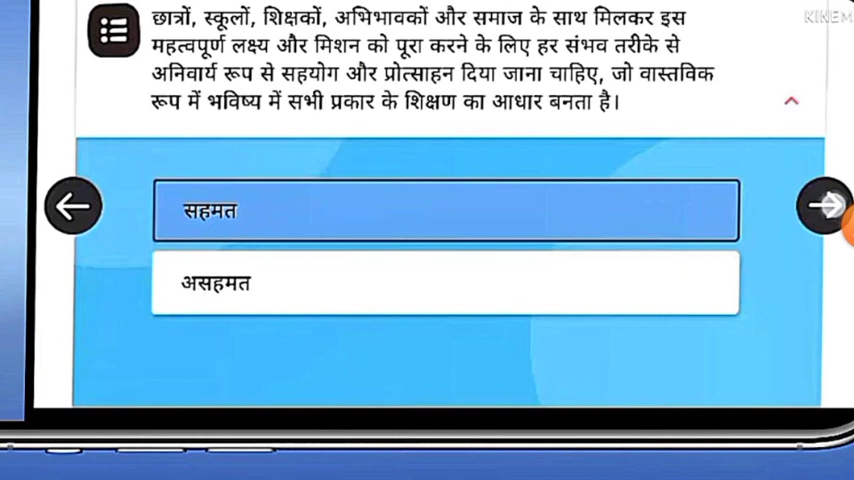 KINEM
छात्रों, स्कूलों, शिक्षकों, अभिभावकों और समाज के साथ मिलकर इस
महत्वपूर्ण लक्ष्य और मिशन को पूरा करने के लिए हर संभव तरीके से
अनिवार्य रूप से सहयोग और प्रोत्साहन दिया जाना चाहिए, जो वास्तविक
रूप में भविष्य में सभी प्रकार के शिक्षण का आधार बनता है।
सहमत
असहमत